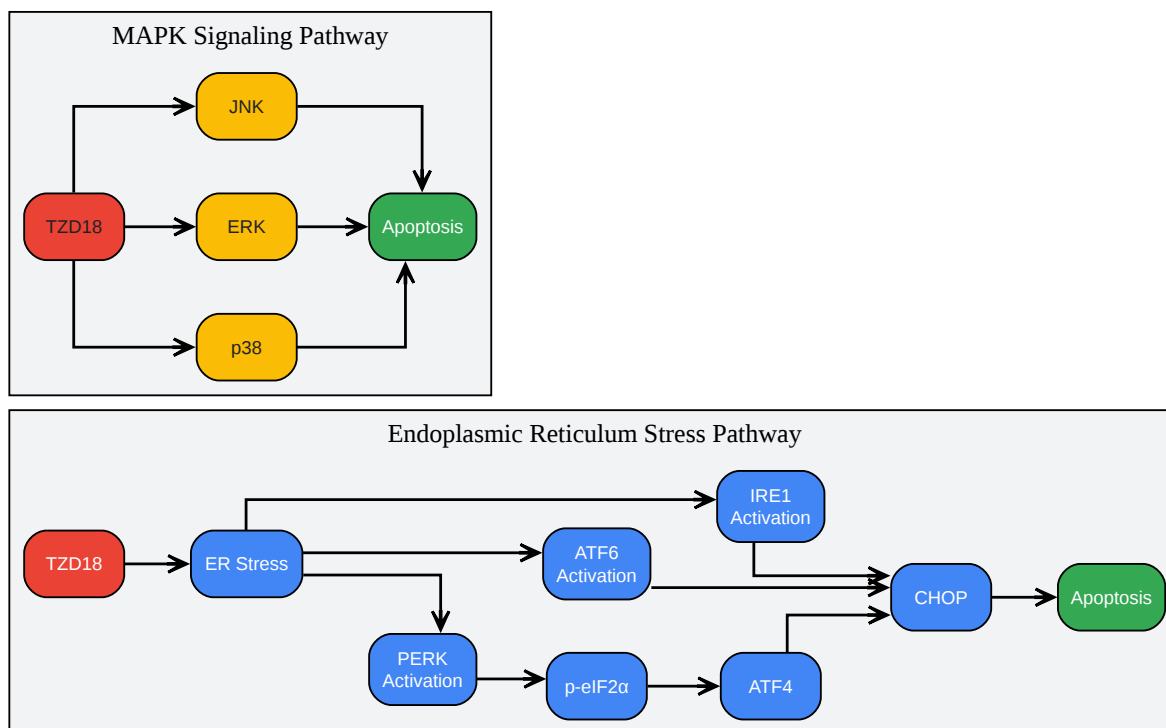 MAPK Signaling Pathway
JNK
TZD18
ERK
Apoptosis
p38
Endoplasmic Reticulum Stress Pathway
IRE1
Activation
TZD18
ER Stress
ATF6
Activation
CHOP
Apoptosis
PERK
Activation
p-eIF2α
ATF4